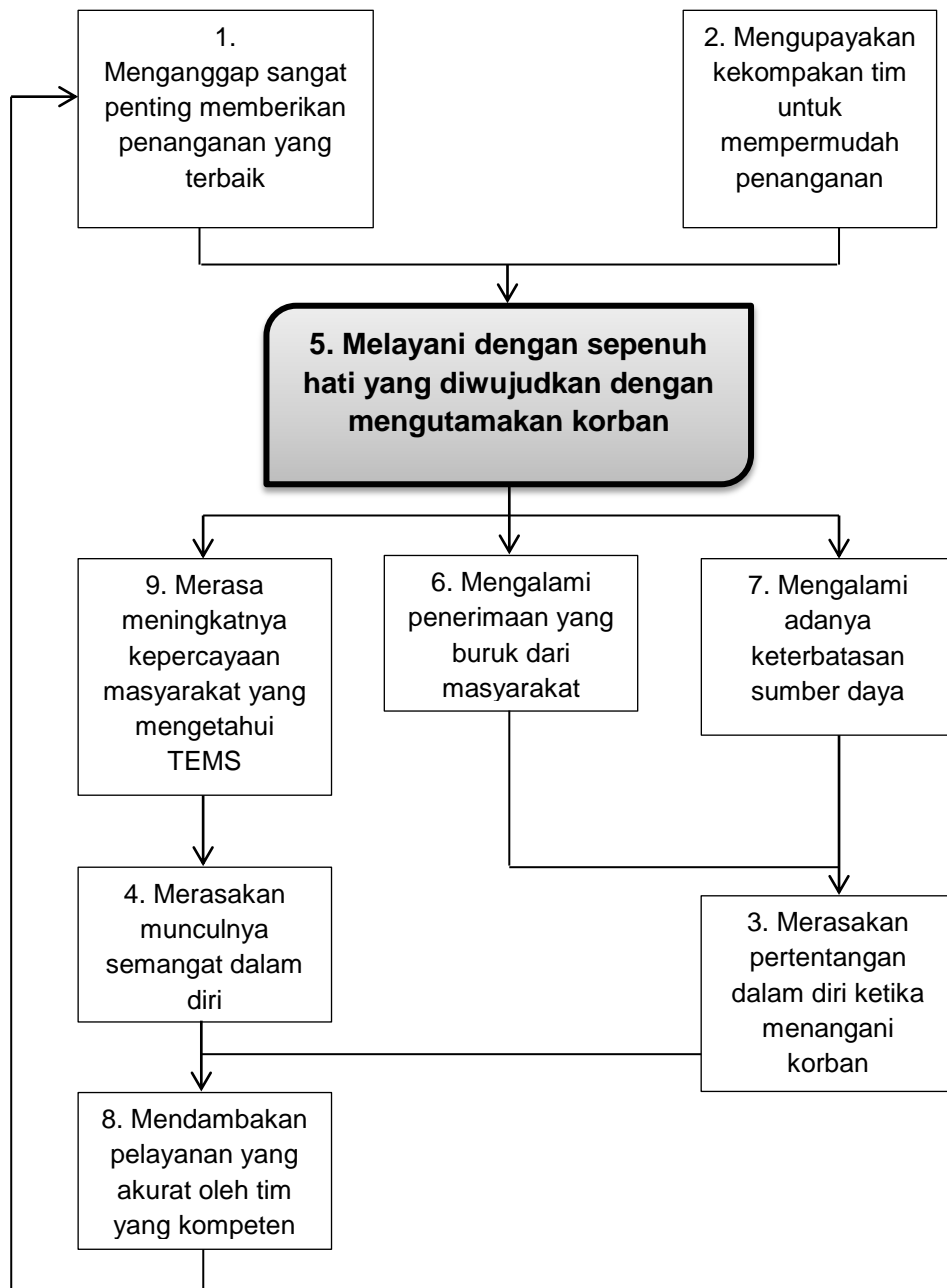 1.
Menganggap sangat
penting memberikan
penanganan yang
terbaik
2. Mengupayakan
kekompakan tim
untuk
mempermudah
penanganan
5. Melayani dengan sepenuh
hati yang diwujudkan dengan
mengutamakan korban
9. Merasa
meningkatnya
kepercayaan
masyarakat yang
mengetahui
TEMS
6. Mengalami
penerimaan yang
buruk dari
masyarakat
7. Mengalami
adanya
keterbatasan
sumber daya
4. Merasakan
munculnya
semangat dalam
diri
3. Merasakan
pertentangan
dalam diri ketika
menangani
korban
8. Mendambakan
pelayanan yang
akurat oleh tim
yang kompeten